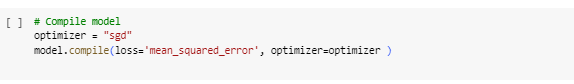 [ ] # Compile model
optimizer = "sgd"
model.compile(loss='mean_squared_error', optimizer=optimizer )